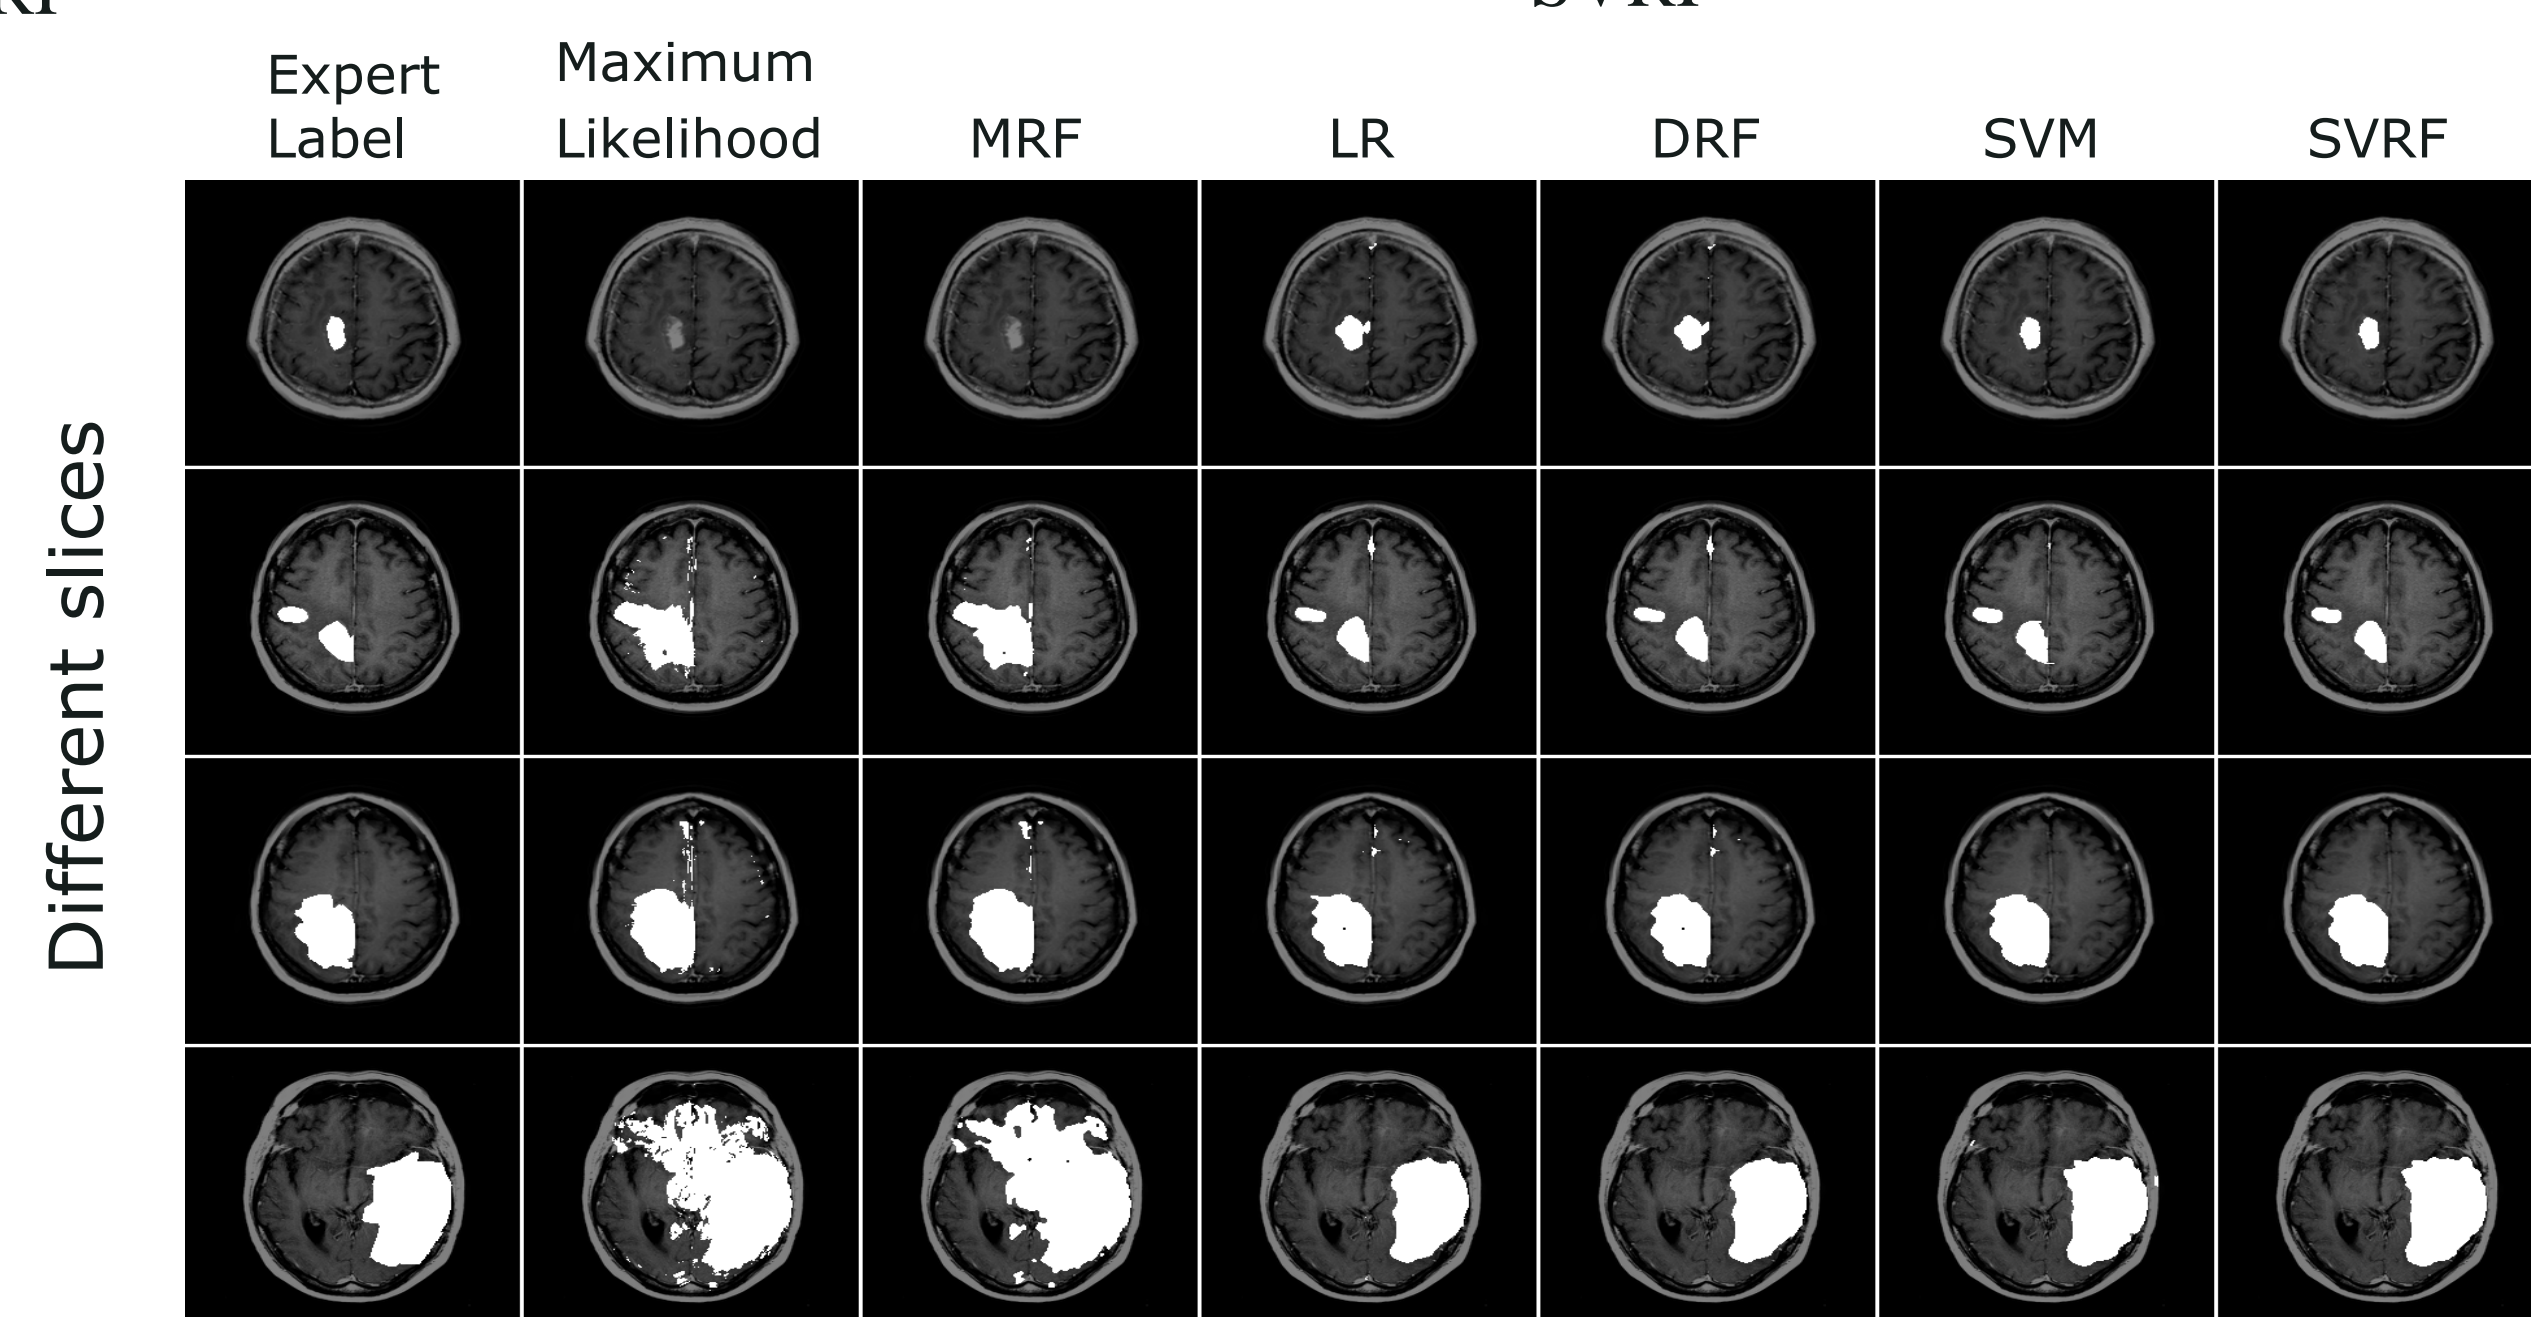 Expert
Label
Maximum
Likelihood
MRF
LR
DRF
SVM
SVRF
Different slices